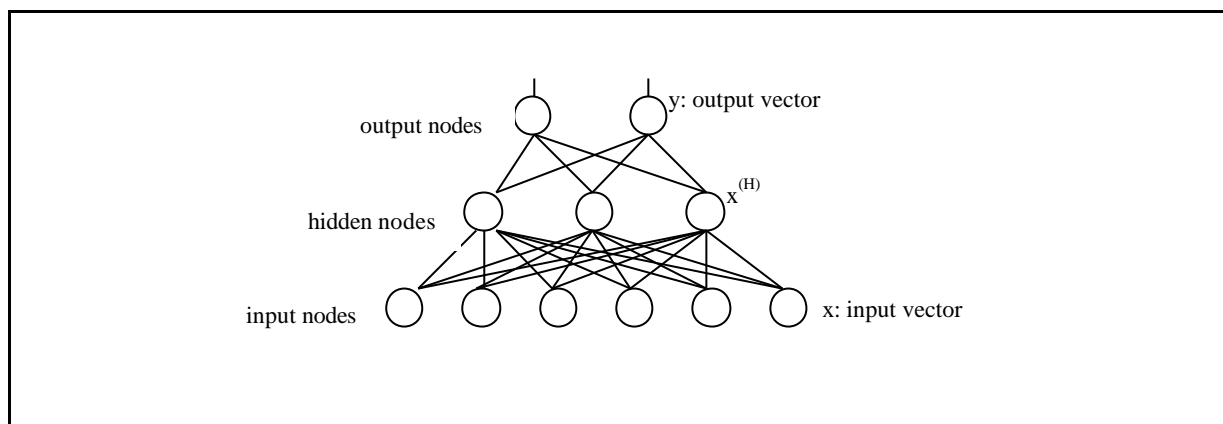 y: output vector
output nodes
x(H)
hidden nodes
input nodes
x: input vector